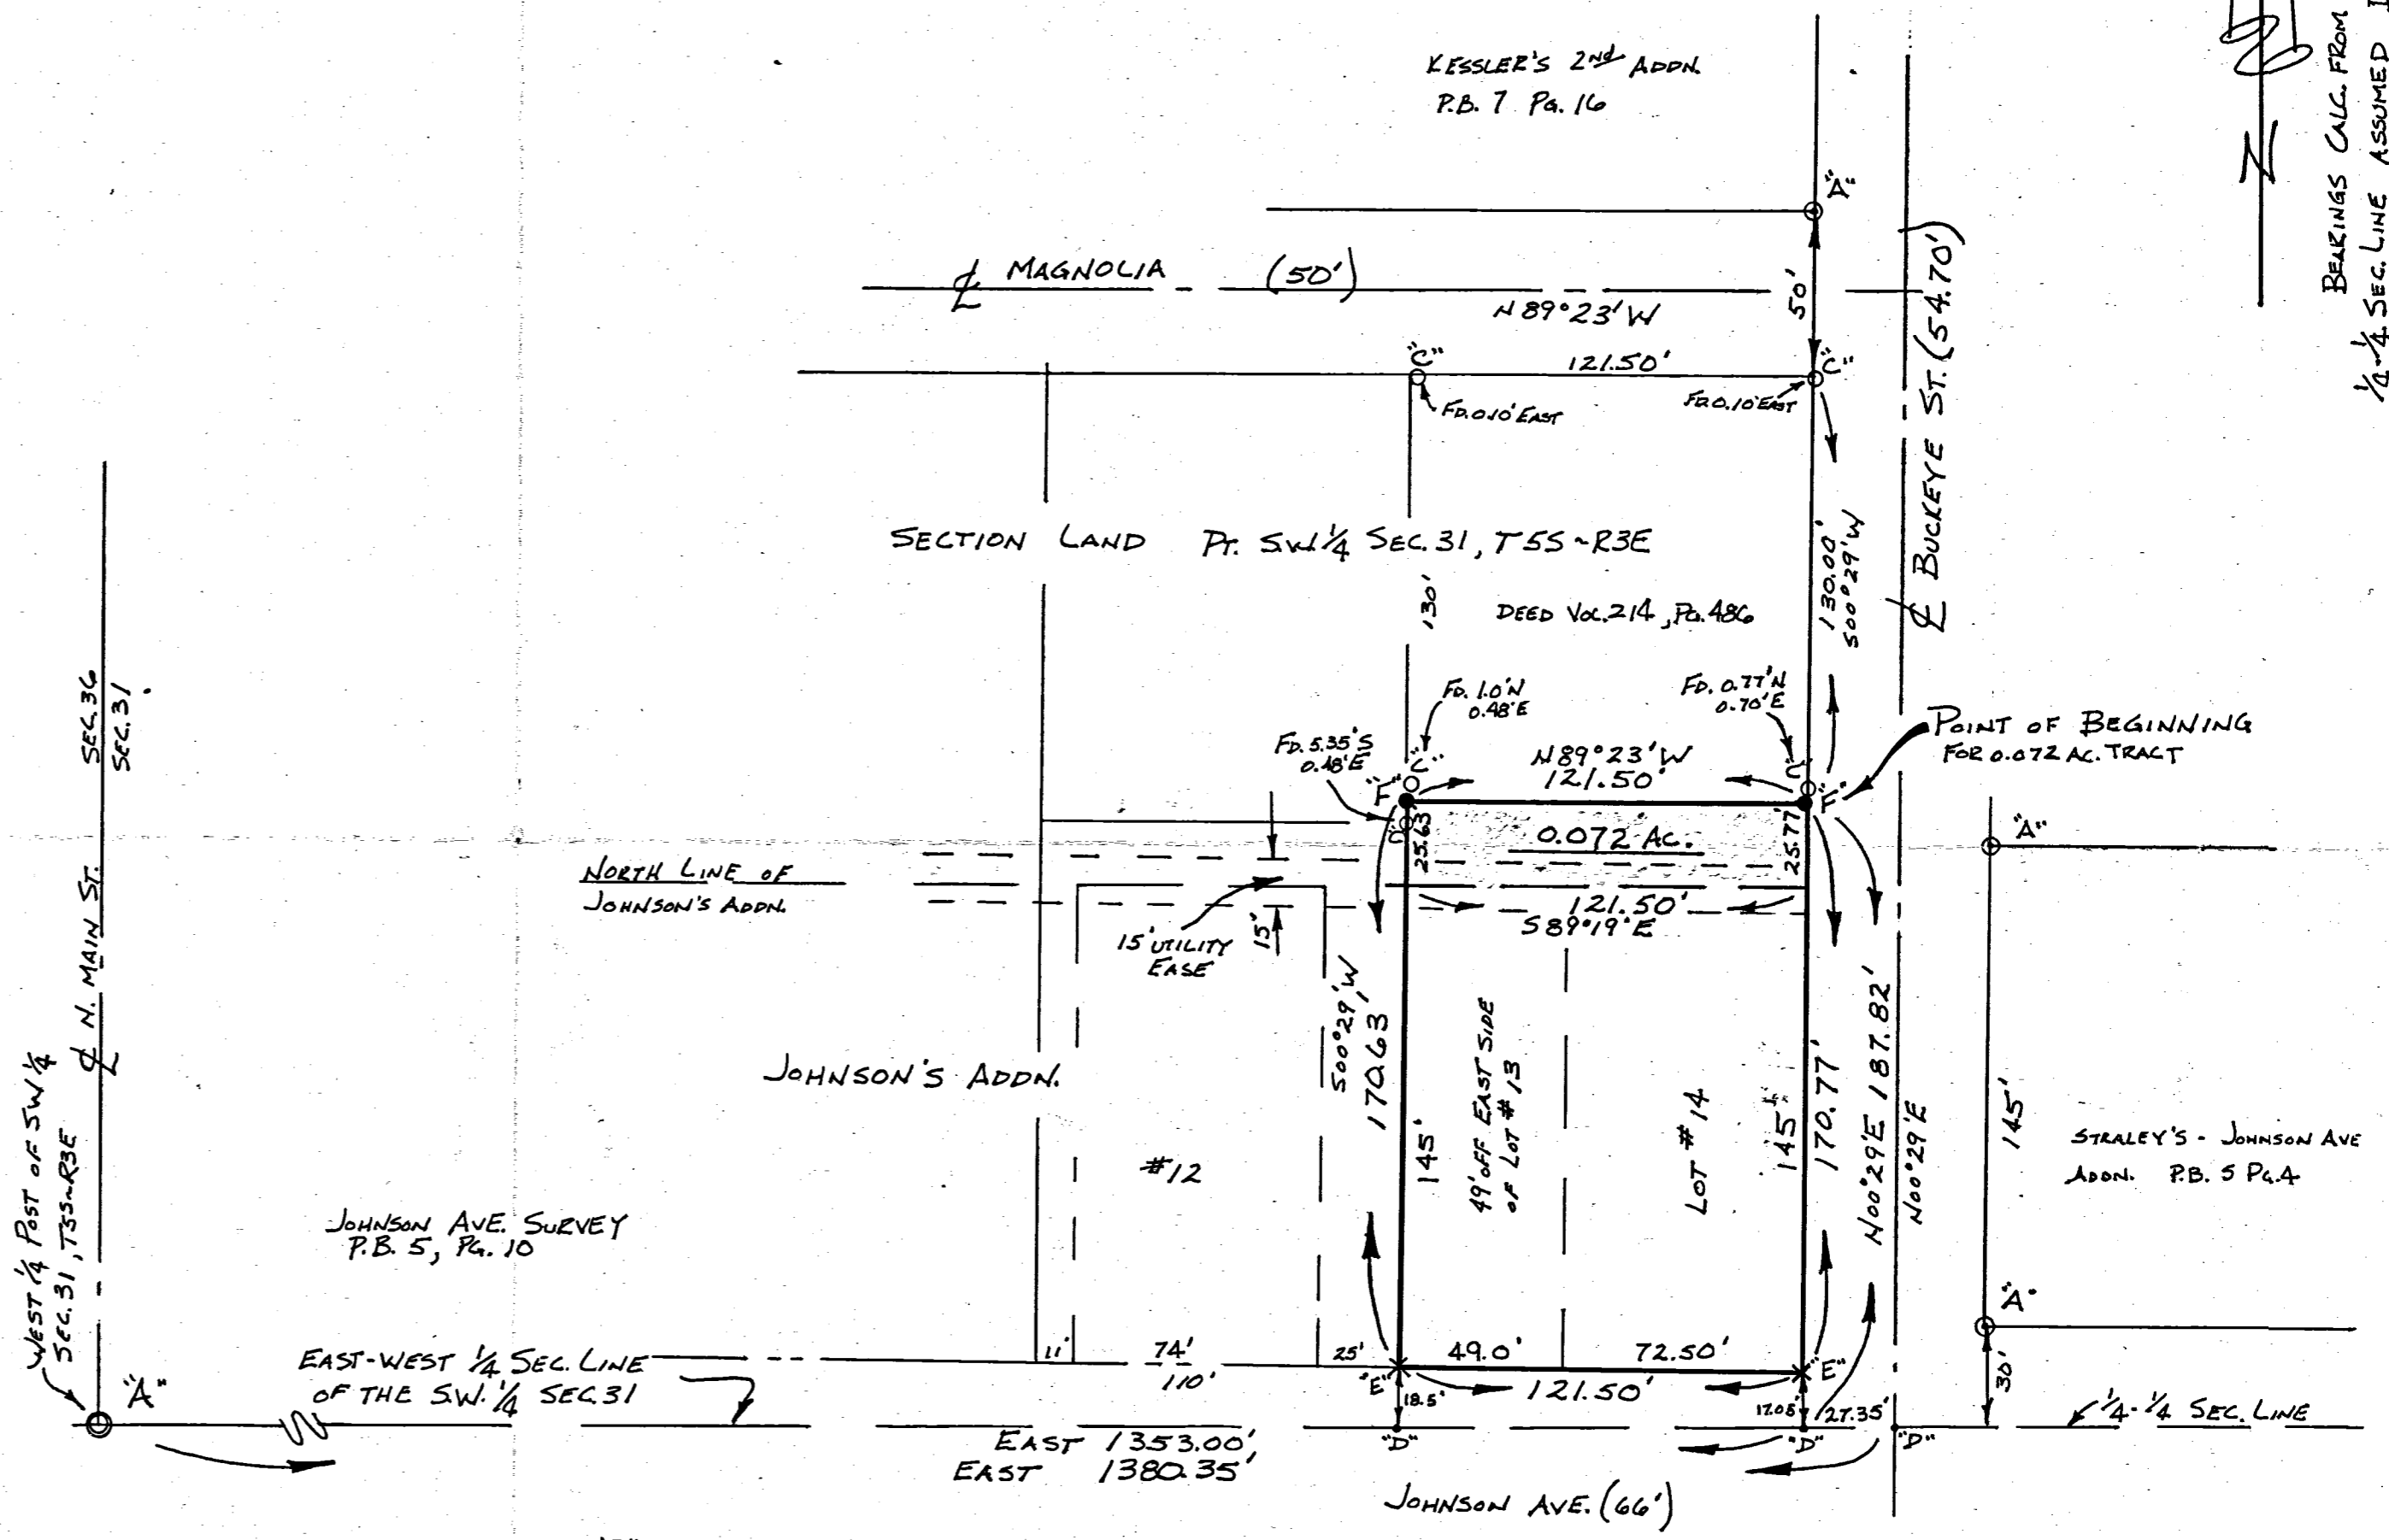 KESSLER'S 2nd ADDN.
P.B. 7 PG. 16
N
BEARINGS CALC. FROM
1/4-1/4 SEC. LINE ASSUMED
"A"
℄ MAGNOLIA (50')
N 89°23' W
50'
℄ BUCKEYE ST. (54.70')
"C"
121.50'
"C"
FD. 0.10' EAST
FD. 0.10' EAST
SECTION LAND PT. S.W. 1/4 SEC. 31, T5S~R3E
130'
DEED VOL. 214, PG. 486
130.00'
S00°29'W
SEC. 36
SEC. 31
℄ N. MAIN ST.
FD. 1.0' N
0.48' E
FD. 0.77' N
0.70' E
FD. 5.35' S
0.48' E
POINT OF BEGINNING
FOR 0.072 AC. TRACT
"C"
"F"
N 89°23' W
121.50'
"C"
"F"
"C"
25.63'
0.072 AC.
25.77'
"A"
NORTH LINE OF
JOHNSON'S ADDN.
121.50'
S 89°19' E
15' UTILITY
EASE
15'
S00°29' W
170.63'
145'
49' OFF EAST SIDE
OF LOT # 13
LOT # 14
145'
170.77'
N00°29'E 187.82'
N00°29'E
145'
JOHNSON'S ADDN.
#12
STRALEY'S - JOHNSON AVE
ADDN. P.B. 5 PG. 4
JOHNSON AVE. SURVEY
P.B. 5, PG. 10
WEST 1/4 POST OF SW 1/4
SEC. 31, T5S~R3E
"A"
"A"
EAST-WEST 1/4 SEC. LINE
OF THE S.W. 1/4 SEC 31
11'
74'
110'
25'
49.0'
72.50'
"E"
121.50'
"E"
18.5'
17.05'
27.35'
30'
1/4-1/4 SEC. LINE
"D"
"D"
"D"
EAST 1353.00'
EAST 1380.35'
JOHNSON AVE. (66')